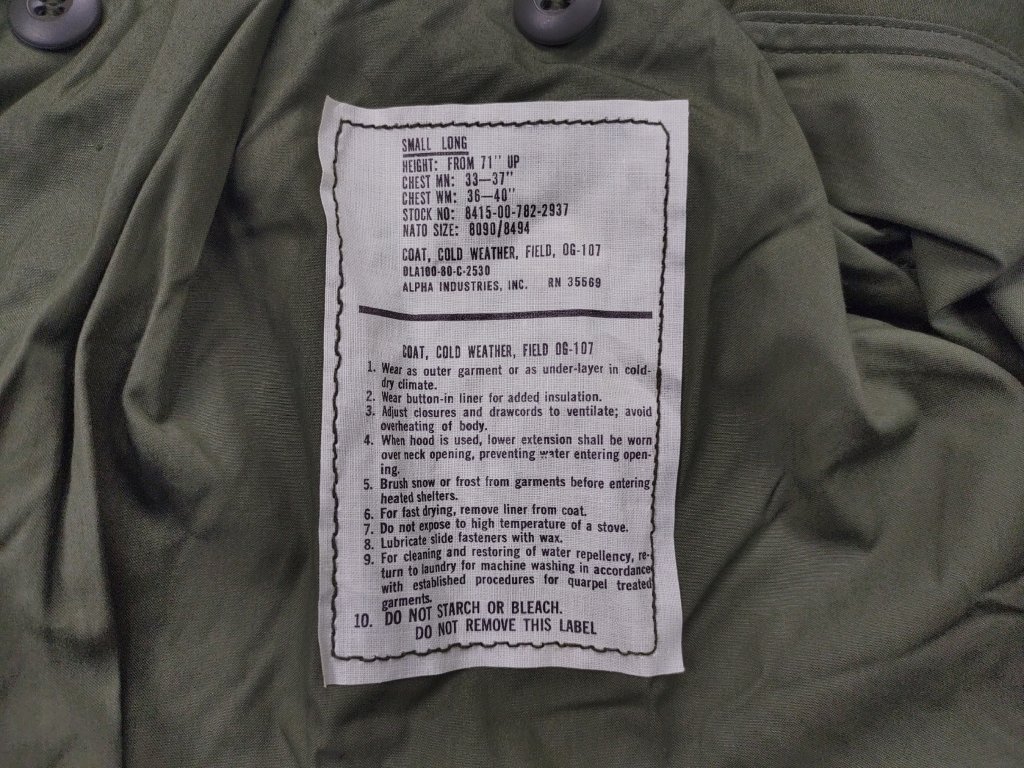 SMALL LONG
HEIGHT: FROM 71" UP
CHEST MN: 33—37"
CHEST WM: 36—40"
STOCK NO: 8415-00-782-2937
NATO SIZE: 8090/8494
COAT, COLD WEATHER, FIELD, OG-107
DLA100-80-C-2530
ALPHA INDUSTRIES, INC. RN 35569
COAT, COLD WEATHER, FIELD OG-107
1. Wear as outer garment or as under-layer in cold-
dry climate.
2. Wear button-in liner for added insulation.
3. Adjust closures and drawcords to ventilate; avoid
overheating of body.
4. When hood is used, lower extension shall be worn
over neck opening, preventing water entering open-
ing.
5. Brush snow or frost from garments before entering
heated shelters.
6. For fast drying, remove liner from coat.
7. Do not expose to high temperature of a stove.
8. Lubricate slide fasteners with wax.
9. For cleaning and restoring of water repellency, re-
turn to laundry for machine washing in accordance
with established procedures for quarpel treated
garments.
10. DO NOT STARCH OR BLEACH.
DO NOT REMOVE THIS LABEL